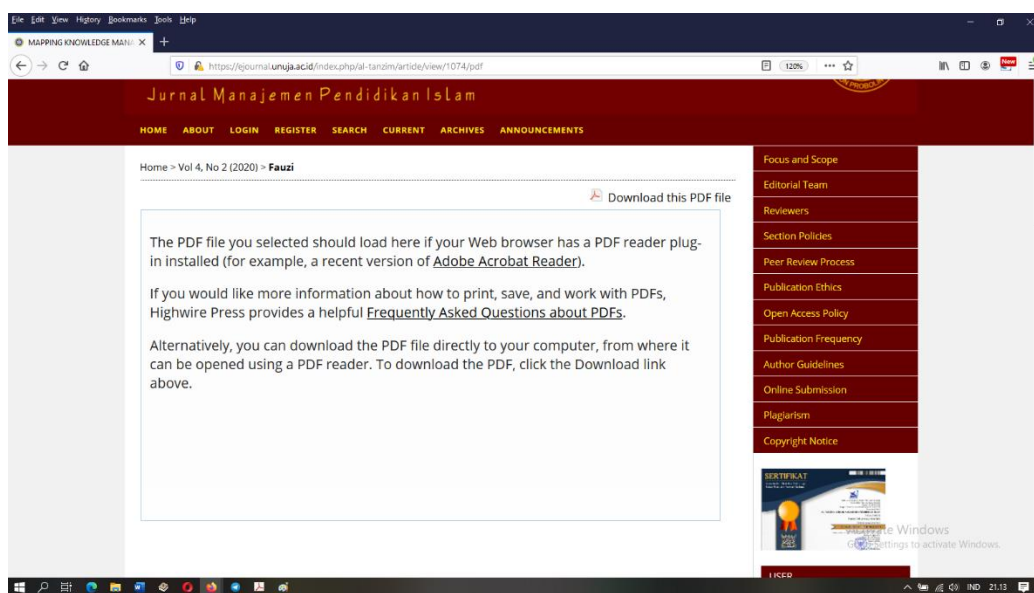 File Edit View History Bookmarks Tools Help
MAPPING KNOWLEDGE MANA
https://ejournal.unuja.ac.id/index.php/al-tanzim/article/view/1074/pdf
120%
New
Jurnal Manajemen Pendidikan Islam
HOME ABOUT LOGIN REGISTER SEARCH CURRENT ARCHIVES ANNOUNCEMENTS
Home > Vol 4, No 2 (2020) > Fauzi
Download this PDF file
The PDF file you selected should load here if your Web browser has a PDF reader plug-
in installed (for example, a recent version of Adobe Acrobat Reader).
If you would like more information about how to print, save, and work with PDFs,
Highwire Press provides a helpful Frequently Asked Questions about PDFs.
Alternatively, you can download the PDF file directly to your computer, from where it
can be opened using a PDF reader. To download the PDF, click the Download link
above.
Focus and Scope
Editorial Team
Reviewers
Section Policies
Peer Review Process
Publication Ethics
Open Access Policy
Publication Frequency
Author Guidelines
Online Submission
Plagiarism
Copyright Notice
SERTIFIKAT
Activate Windows
Go to Settings to activate Windows.
USER
IND 21.13